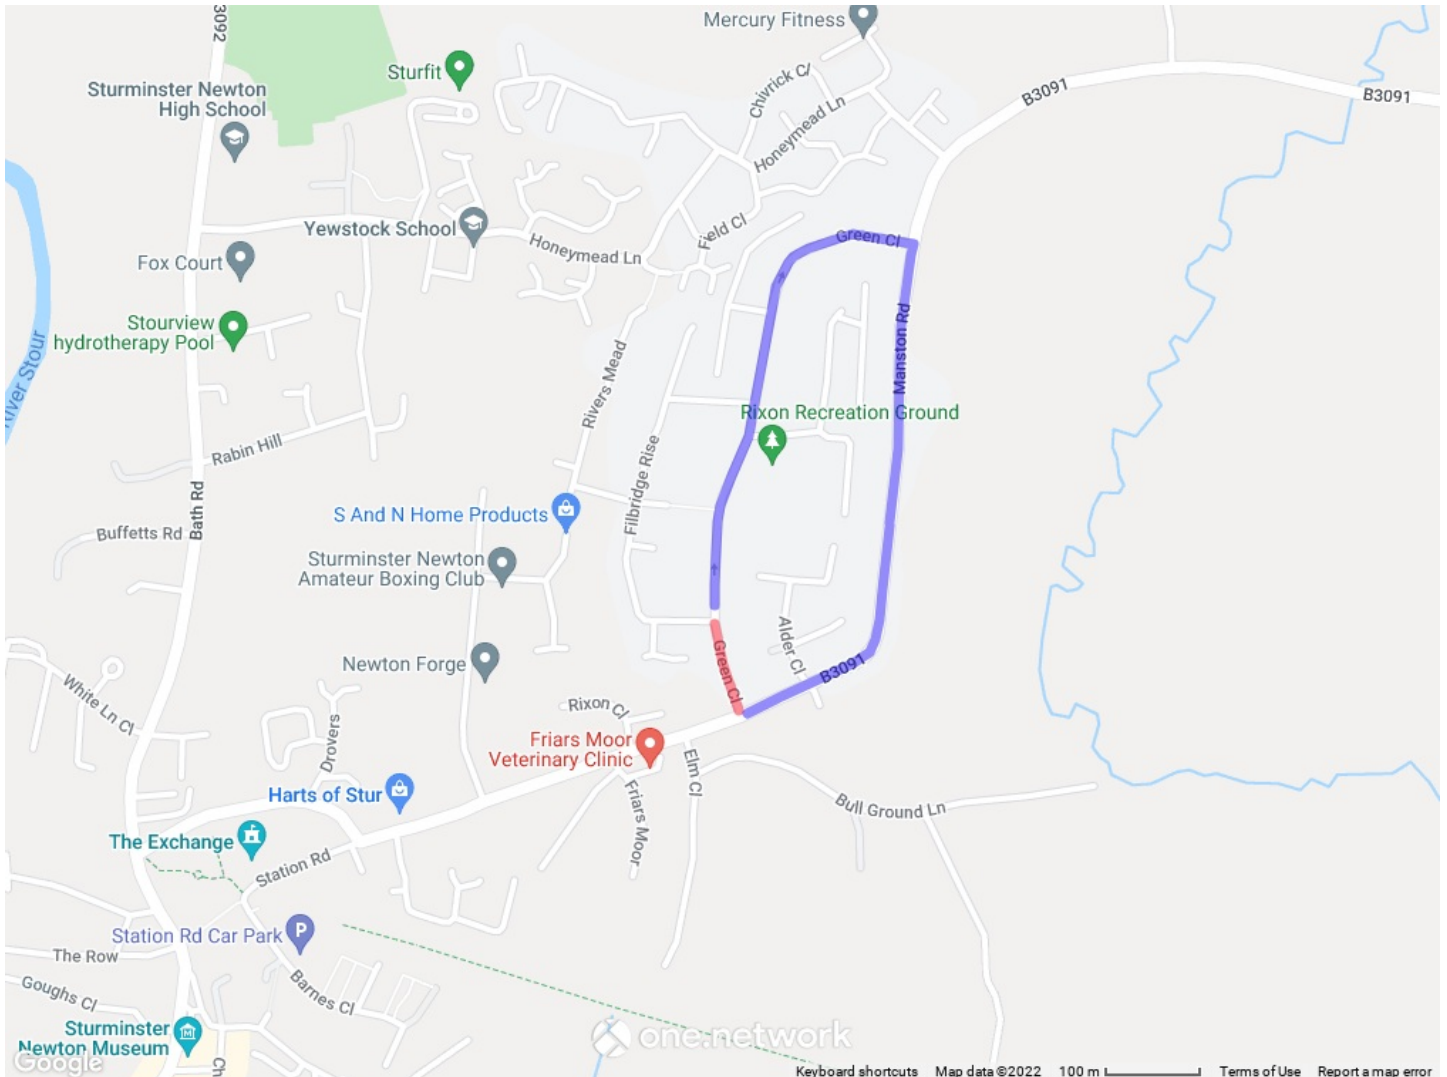 3092
Mercury Fitness
Sturfit
Sturminster Newton
High School
Chivrick Cl
B3091
B3091
Honeymead Ln
Yewstock School
Field Cl
Green Cl
Honeymead Ln
Fox Court
Stourview
hydrotherapy Pool
River Stour
Manston Rd
Rivers Mead
Rixon Recreation Ground
Rabin Hill
Filbridge Rise
Bath Rd
S And N Home Products
Buffetts Rd
Sturminster Newton
Amateur Boxing Club
Alder Cl
Green Cl
Newton Forge
B3091
White Ln Cl
Rixon Cl
Drovers
Friars Moor
Veterinary Clinic
Elm Cl
Harts of Stur
Friars Moor
Bull Ground Ln
The Exchange
Station Rd
Station Rd Car Park
The Row
Barnes Cl
Goughs Cl
Sturminster
Newton Museum
one.network
Google
Ch
Keyboard shortcuts Map data ©2022 100 m Terms of Use Report a map error